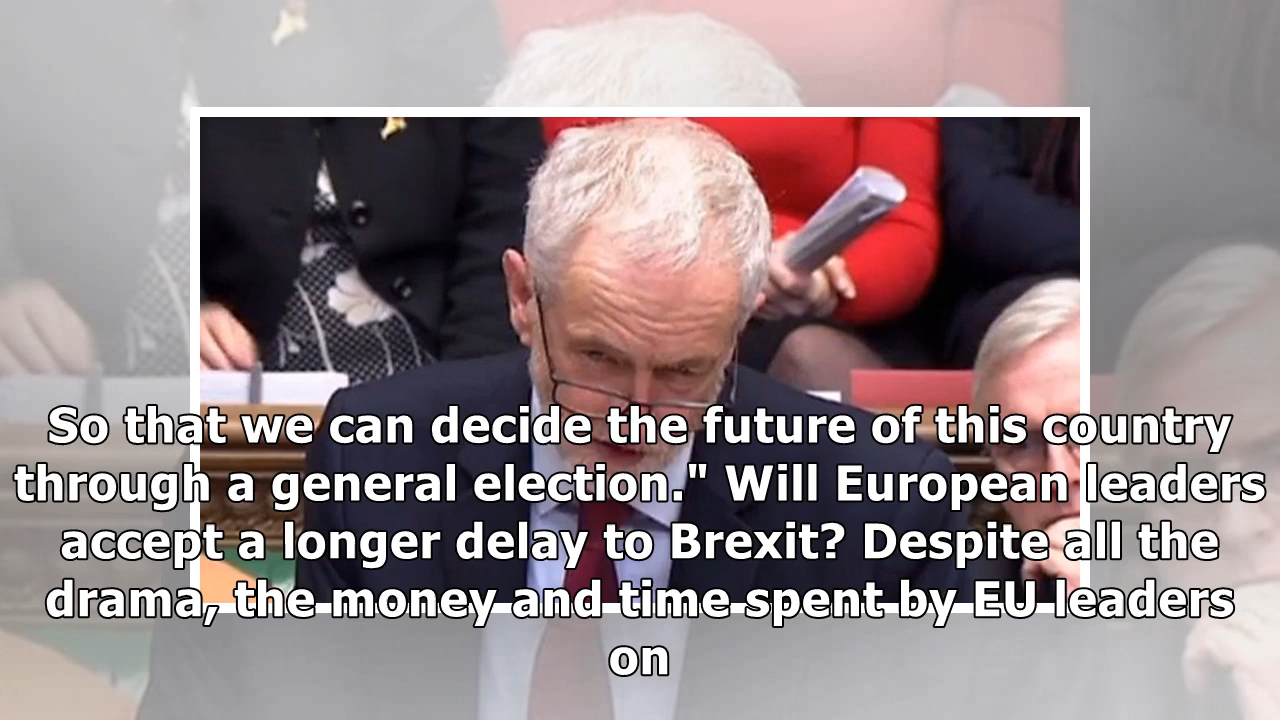 So that we can decide the future of this country
through a general election." Will European leaders
accept a longer delay to Brexit? Despite all the
drama, the money and time spent by EU leaders
on